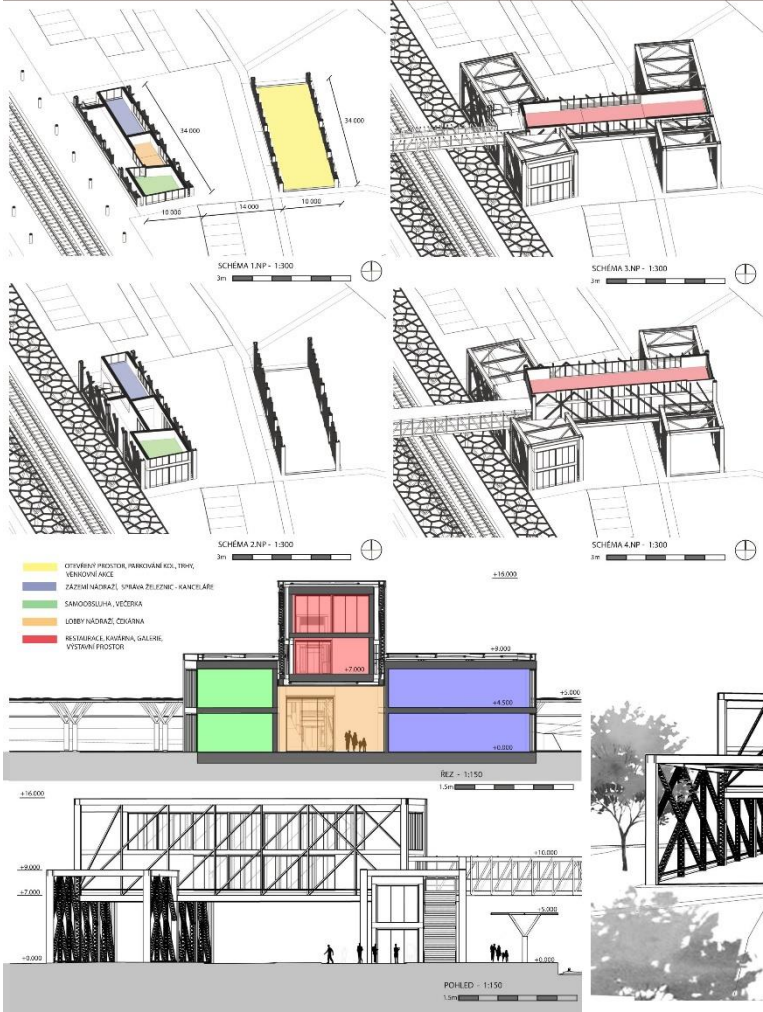 34 000
34 000
10 000
14 000
10 000
SCHÉMA 1.NP - 1:300
3m
SCHÉMA 3.NP - 1:300
3m
SCHÉMA 2.NP - 1:300
3m
SCHÉMA 4.NP - 1:300
3m
OTEVŘENÝ PROSTOR, PARKOVÁNÍ KOL, TRHY,
VENKOVNÍ AKCE
ZÁZEMÍ NÁDRAŽÍ, SPRÁVA ŽELEZNIC - KANCELÁŘE
SAMOOBSLUHA, VEČERKA
LOBBY NÁDRAŽÍ, ČEKÁRNA
RESTAURACE, KAVÁRNA, GALERIE,
VÝSTAVNÍ PROSTOR
+16.000
+9.000
+7.000
+5.000
+4.500
+0.000
ŘEZ - 1:150
1.5m
+16.000
+10.000
+9.000
+7.000
+5.000
+0.000
+0.000
POHLED - 1:150
1.5m